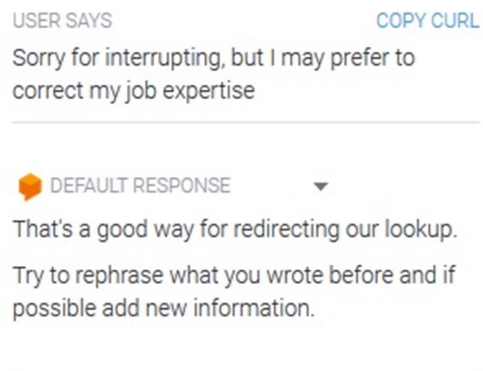 USER SAYS COPY CURL
Sorry for interrupting, but I may prefer to
correct my job expertise
DEFAULT RESPONSE
That's a good way for redirecting our lookup.
Try to rephrase what you wrote before and if
possible add new information.